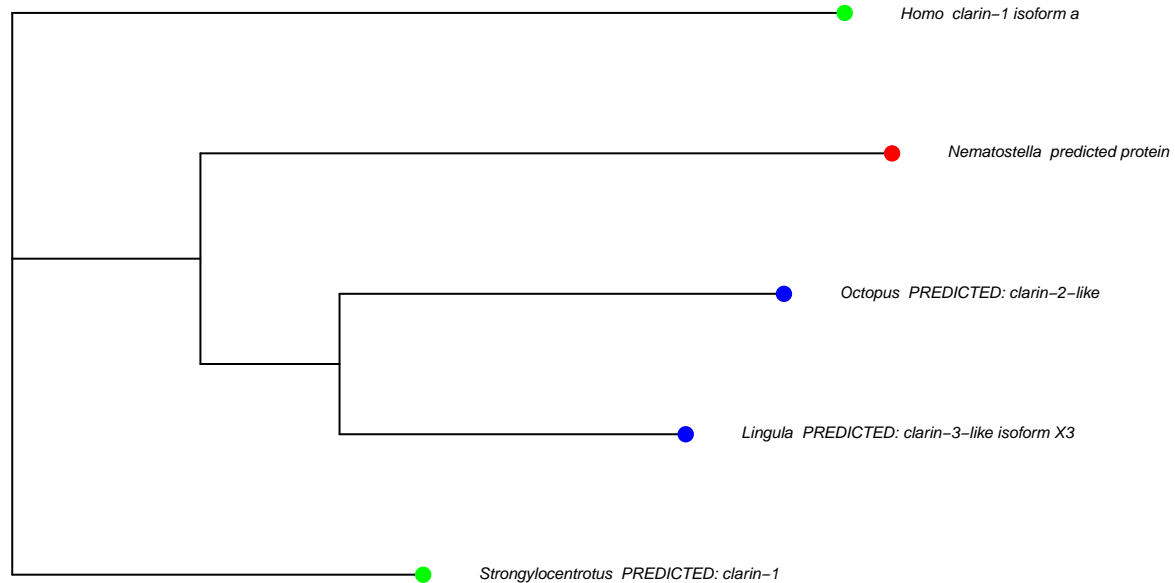 Homo clarin−1 isoform a
Nematostella predicted protein
Octopus PREDICTED: clarin−2−like
Lingula PREDICTED: clarin−3−like isoform X3
Strongylocentrotus PREDICTED: clarin−1